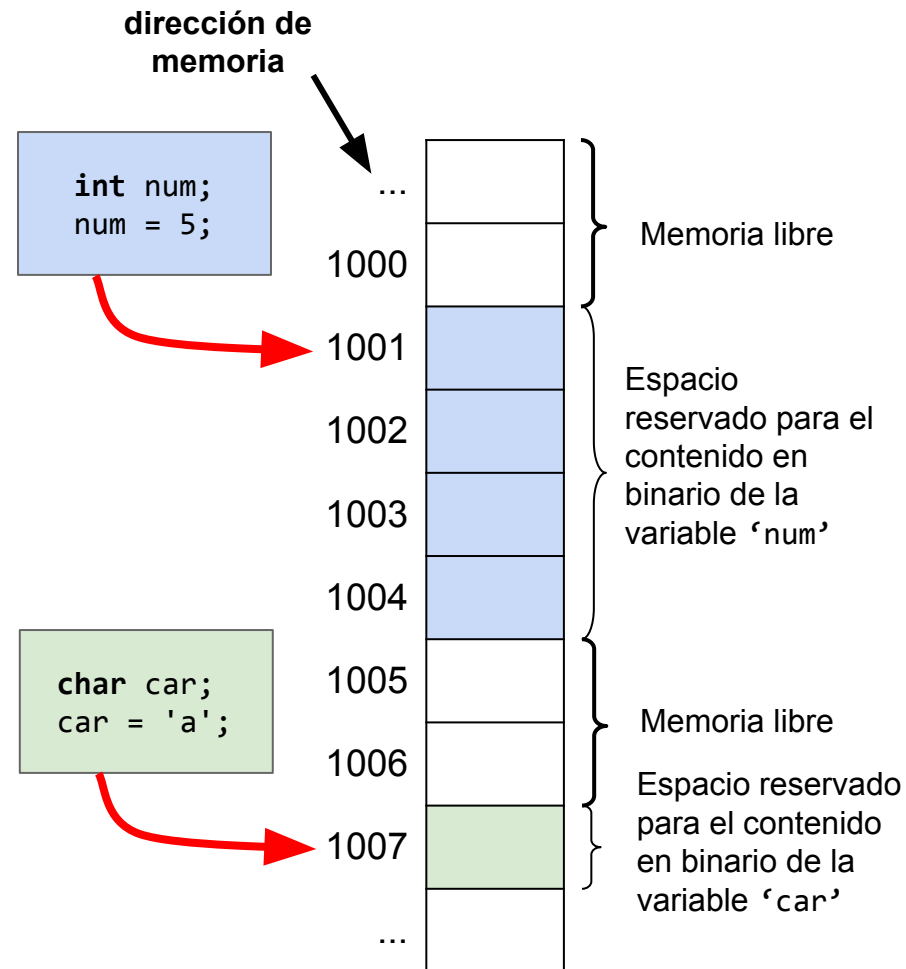 dirección de
memoria
int num;
num = 5;
...
1000
Memoria libre
1001
1002
1003
1004
Espacio
reservado para el
contenido en
binario de la
variable ‘num’
char car;
car = 'a';
1005
1006
Memoria libre
1007
Espacio reservado
para el contenido
en binario de la
variable ‘car’
...